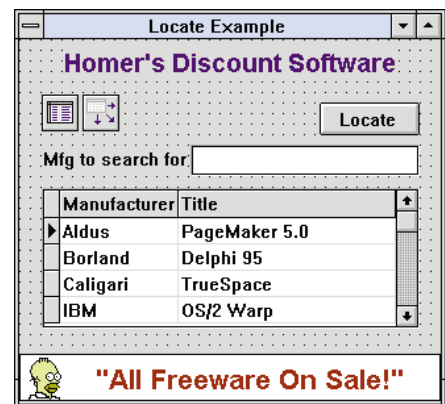 Locate Example
Homer's Discount Software
Locate
Mfg to search for:
Manufacturer Title
Aldus PageMaker 5.0
Borland Delphi 95
Caligari TrueSpace
IBM OS/2 Warp
"All Freeware On Sale!"